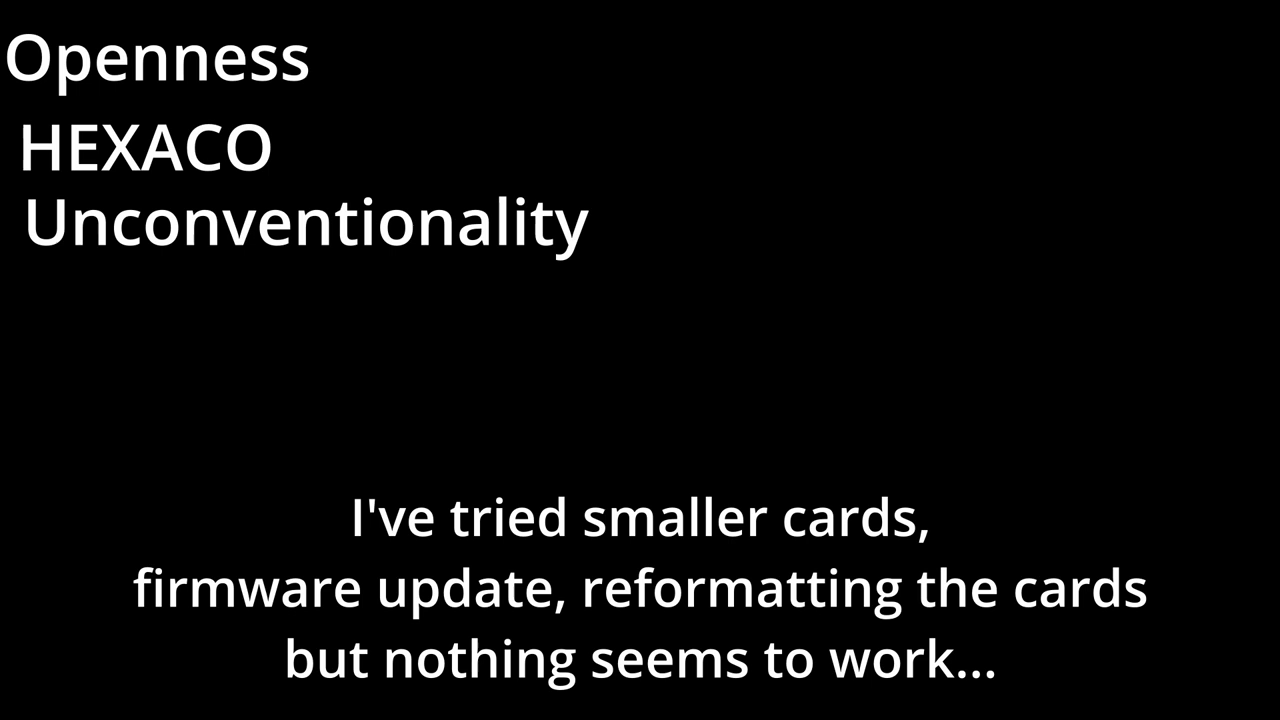 Openness
HEXACO
Unconventionality
I've tried smaller cards,
firmware update, reformatting the cards
but nothing seems to work...